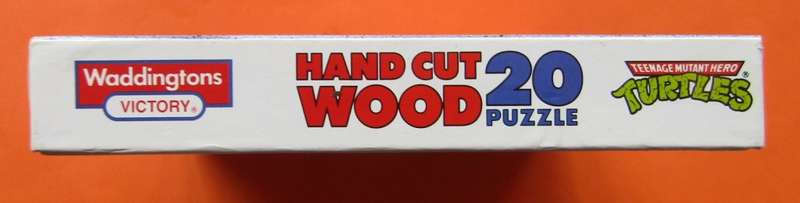 Waddingtons
VICTORY®
HAND CUT
WOOD
20
PUZZLE
TEENAGE MUTANT HERO
TURTLES®